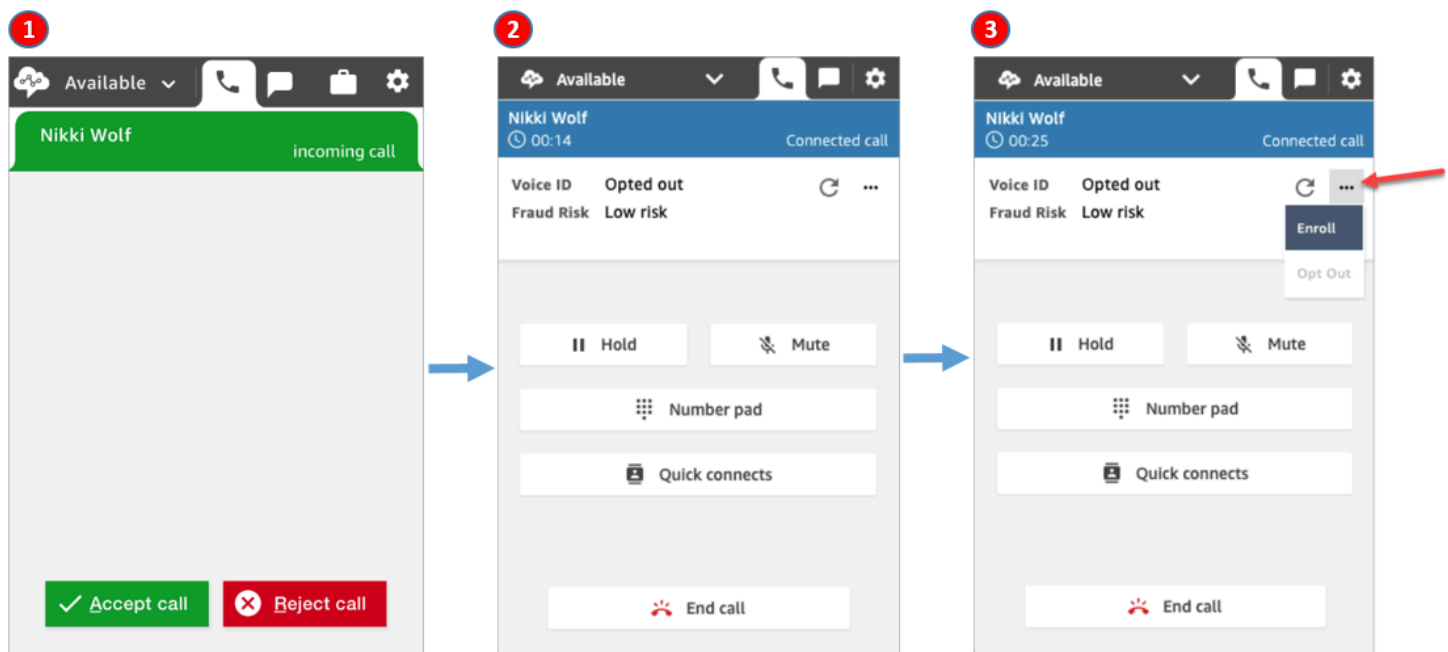 1
Available
Nikki Wolf
incoming call
Accept call
Reject call
2
Available
Nikki Wolf
00:14 Connected call
Voice ID Opted out
Fraud Risk Low risk
Hold Mute
Number pad
Quick connects
End call
3
Available
Nikki Wolf
00:25 Connected call
Voice ID Opted out
Fraud Risk Low risk
Enroll
Opt Out
Hold Mute
Number pad
Quick connects
End call